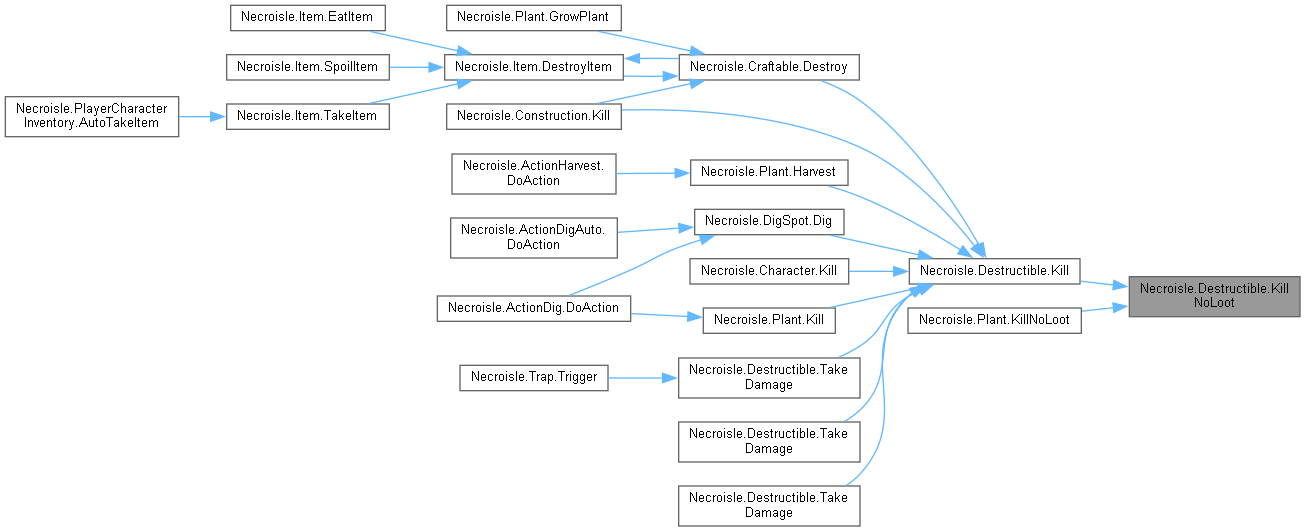 Necroisle.Item.EatItem
Necroisle.Plant.GrowPlant
Necroisle.Item.SpoilItem
Necroisle.Item.DestroyItem
Necroisle.Craftable.Destroy
Necroisle.PlayerCharacter
Inventory.AutoTakeItem
Necroisle.Item.TakeItem
Necroisle.Construction.Kill
Necroisle.ActionHarvest.
DoAction
Necroisle.Plant.Harvest
Necroisle.ActionDigAuto.
DoAction
Necroisle.DigSpot.Dig
Necroisle.Character.Kill
Necroisle.Destructible.Kill
Necroisle.Destructible.Kill
NoLoot
Necroisle.ActionDig.DoAction
Necroisle.Plant.Kill
Necroisle.Plant.KillNoLoot
Necroisle.Trap.Trigger
Necroisle.Destructible.Take
Damage
Necroisle.Destructible.Take
Damage
Necroisle.Destructible.Take
Damage